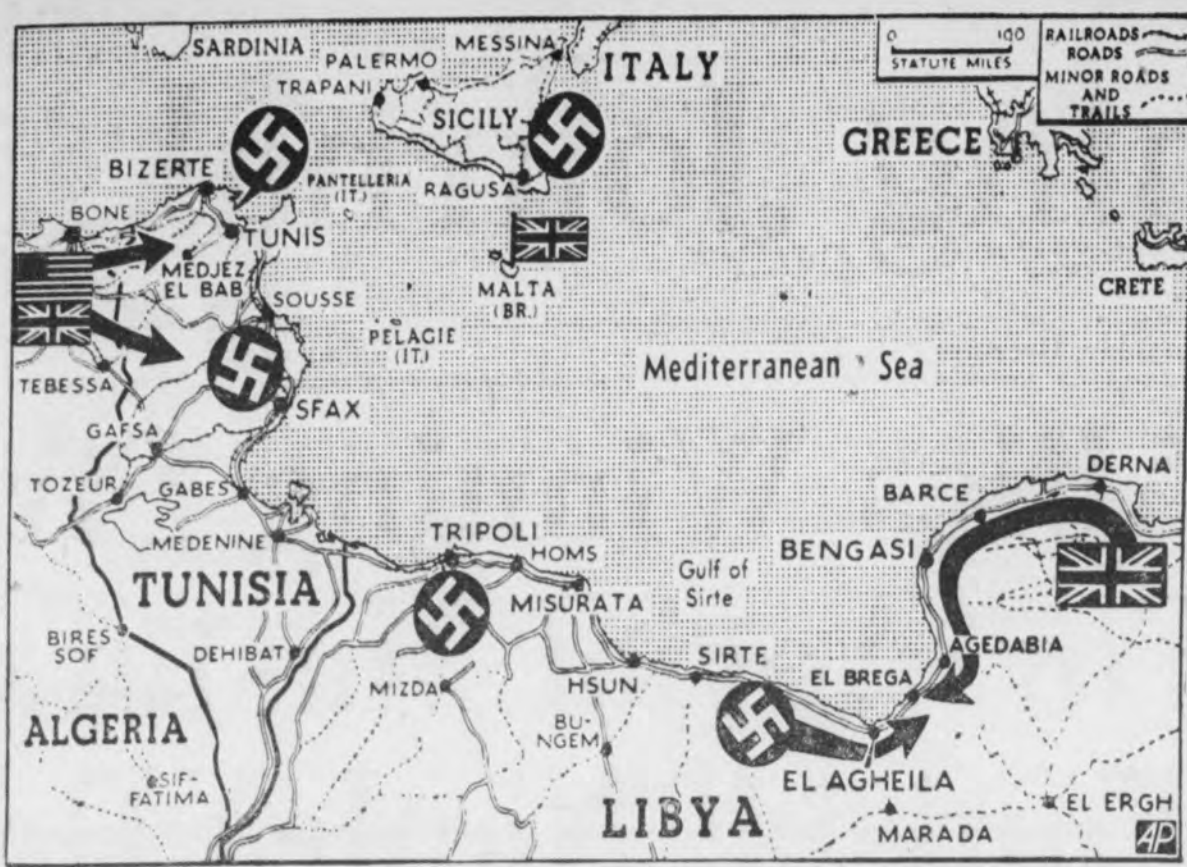 SARDINIA
MESSINA
ITALY
0 100
STATUTE MILES
RAILROADS
ROADS
MINOR ROADS
AND
TRAILS
PALERMO
TRAPANI
SICILY
GREECE
BIZERTE
PANTELLERIA
(IT.)
RAGUSA
BONE
TUNIS
MEDJEZ
EL BAB
MALTA
(BR.)
CRETE
SOUSSE
PELAGIE
(IT.)
Mediterranean Sea
TEBESSA
SFAX
GAFSA
DERNA
TOZEUR
GABES
BARCE
MEDENINE
TRIPOLI
HOMS
BENGASI
Gulf of
Sirte
TUNISIA
MISURATA
BIRES
SOF
DEHIBAT
SIRTE
AGEDABIA
MIZDA
HSUN
EL BREGA
ALGERIA
BU-
NGEM
SIF-
FATIMA
EL AGHEILA
LIBYA
MARADA
EL ERGH
AP